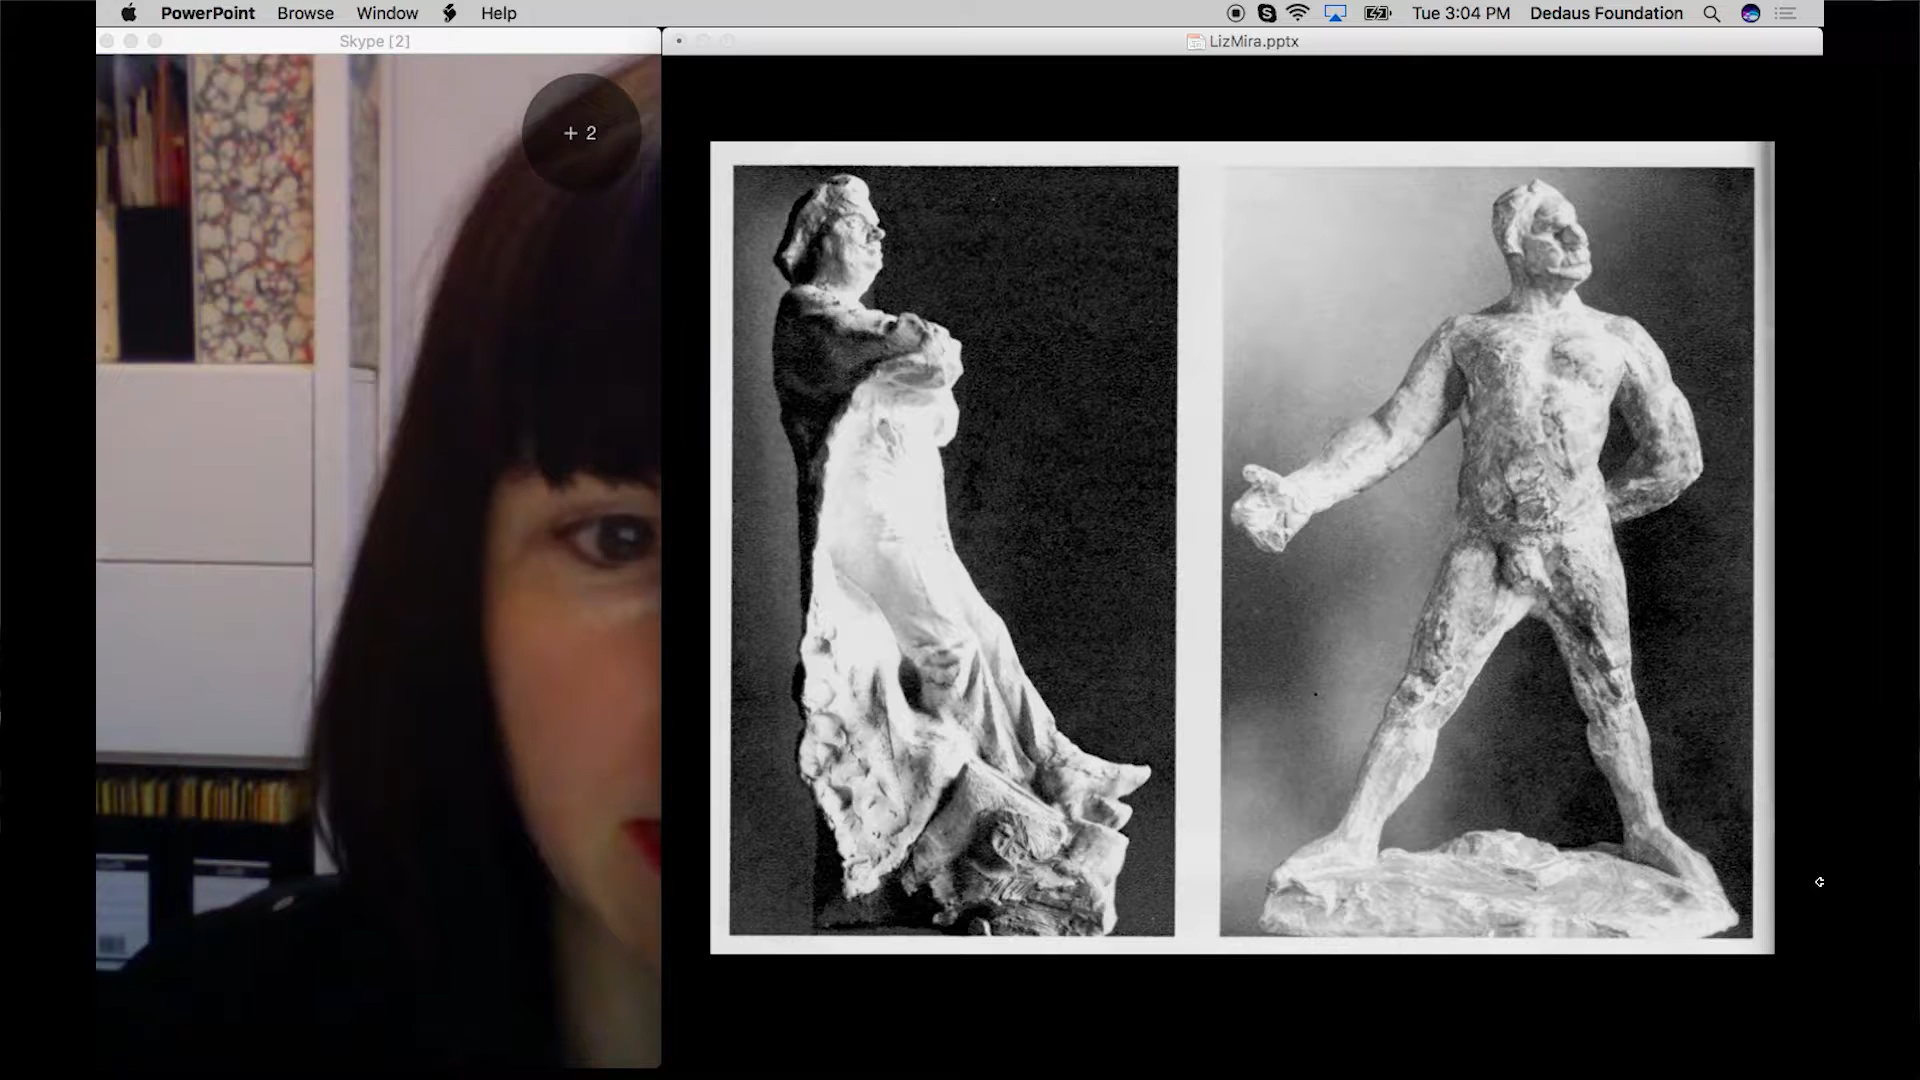 PowerPoint Browse Window Help Tue 3:04 PM Dedaus Foundation
Skype [2]
LizMira.pptx
+ 2